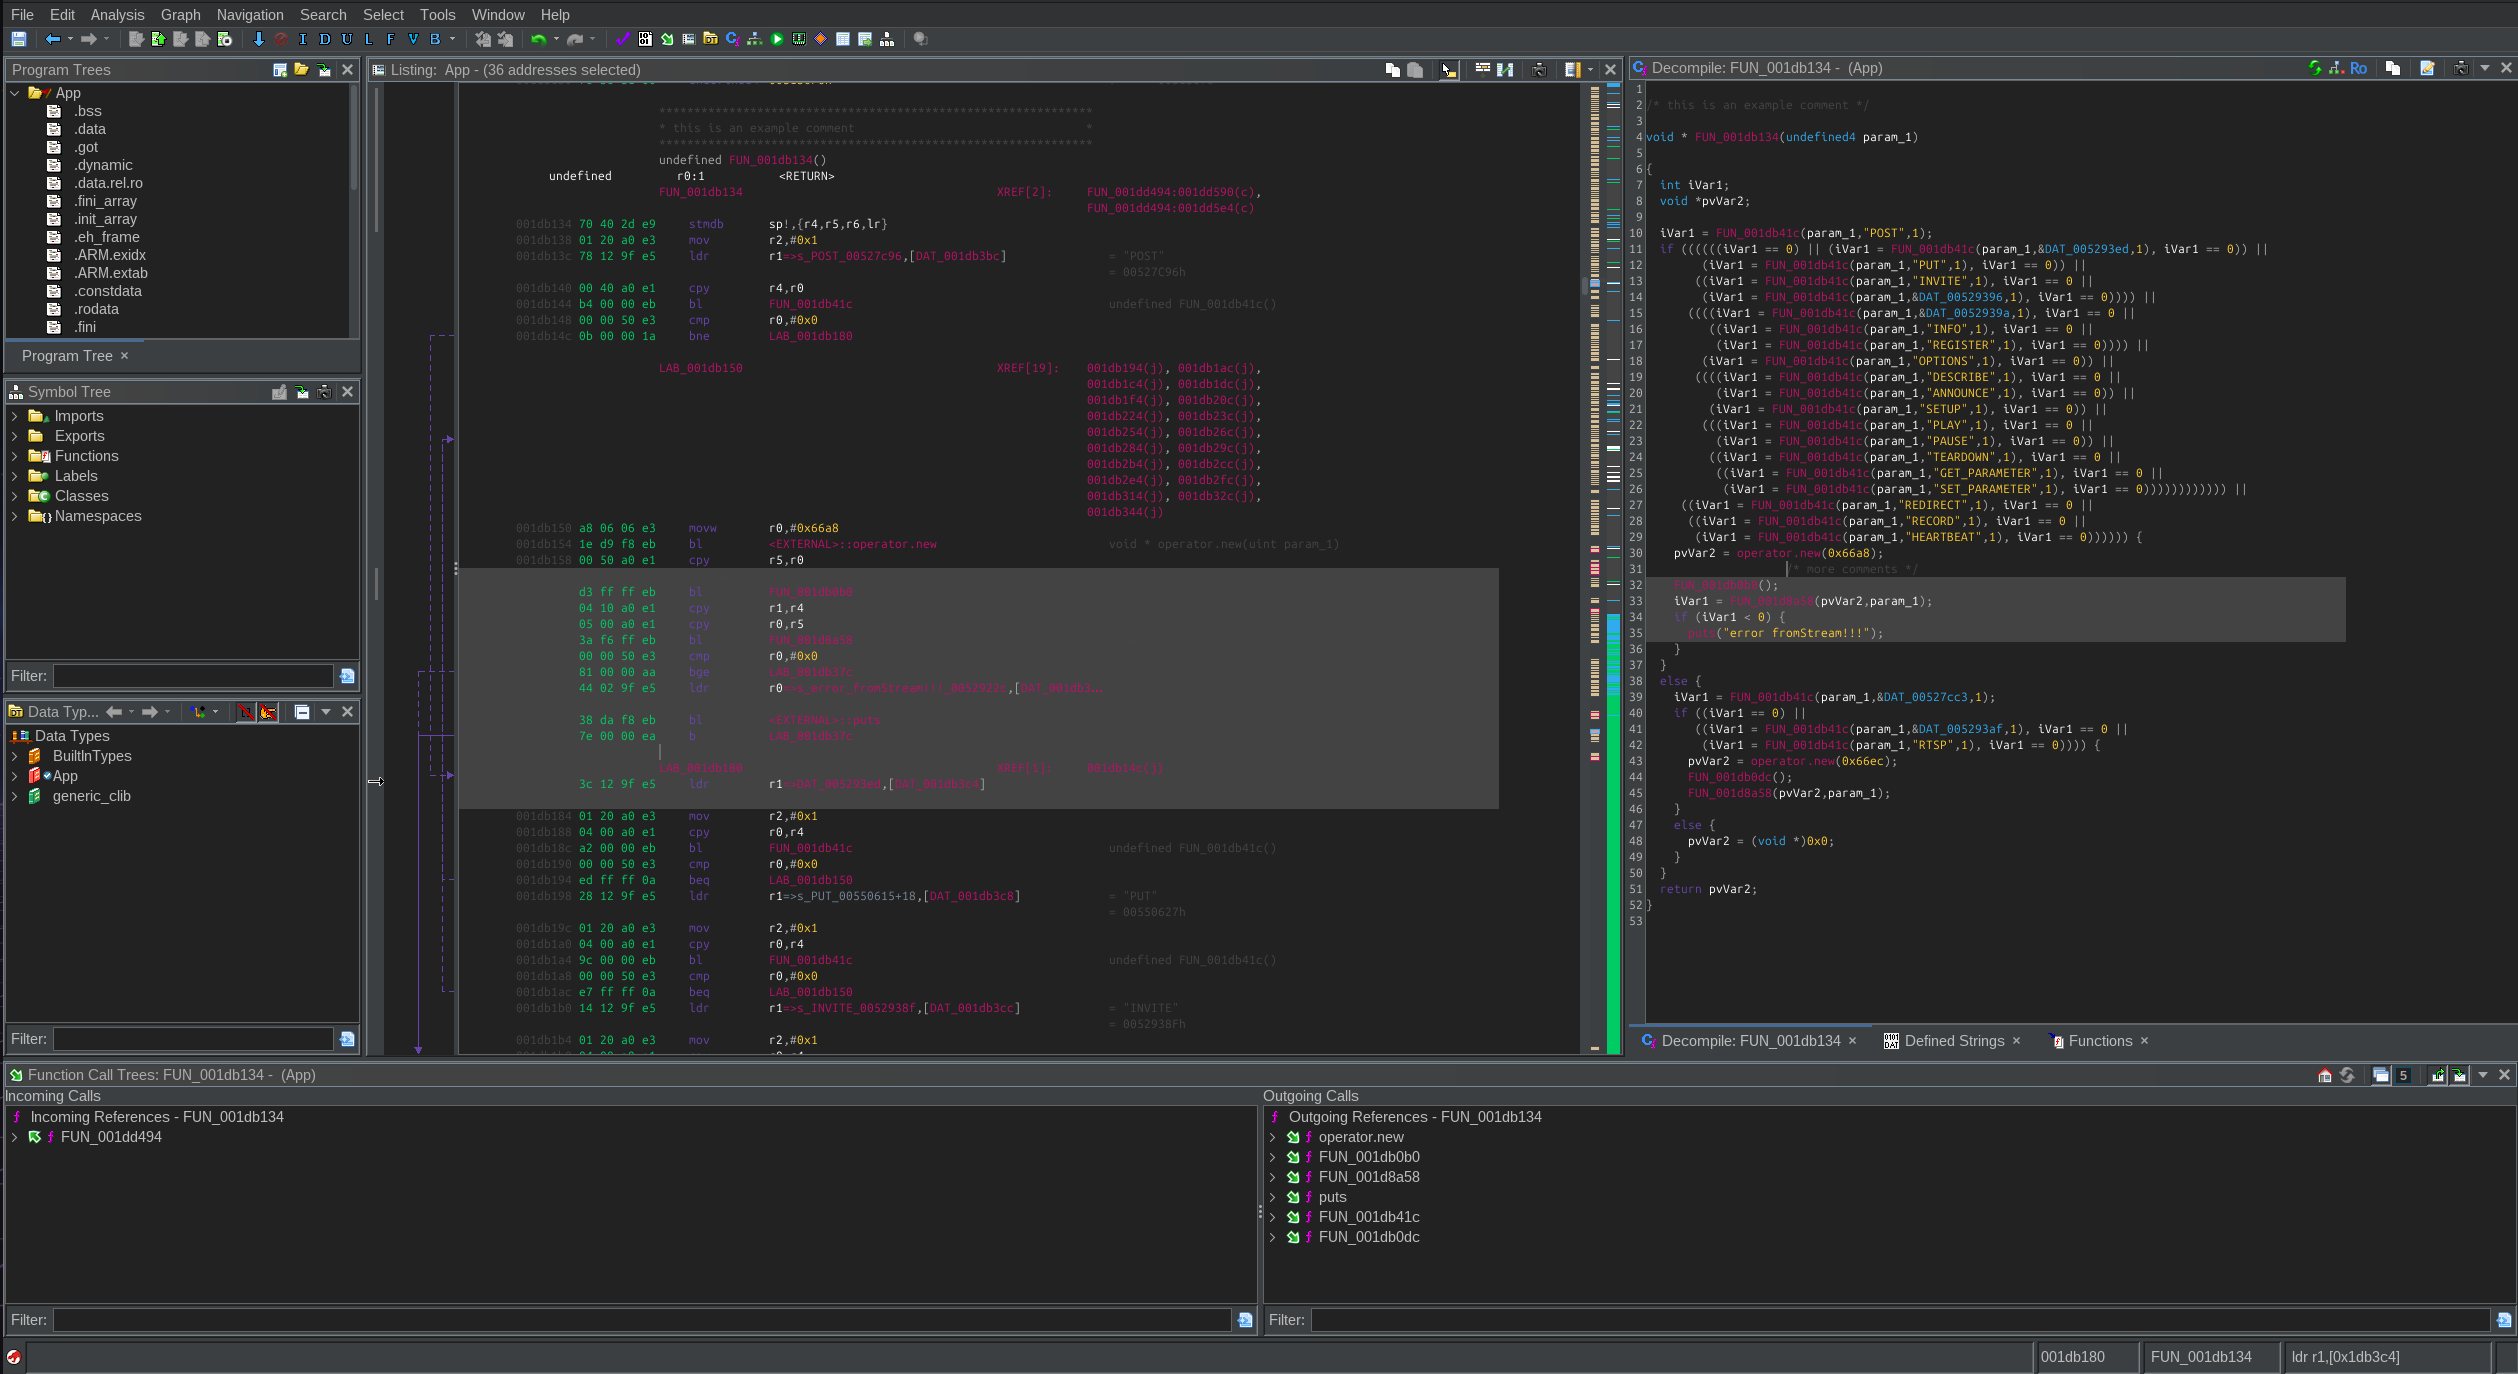 File Edit Analysis Graph Navigation Search Select Tools Window Help
I D U L F V B
Program Trees
App
.bss
.data
.got
.dynamic
.data.rel.ro
.fini_array
.init_array
.eh_frame
.ARM.exidx
.ARM.extab
.constdata
.rodata
.fini
Program Tree ×
Symbol Tree
Imports
Exports
Functions
Labels
Classes
Namespaces
Filter:
Data Typ...
Data Types
BuiltInTypes
App
generic_clib
Filter:
Listing: App - (36 addresses selected)
* this is an example comment *
undefined FUN_001db134()
undefined r0:1 <RETURN>
FUN_001db134 XREF[2]: FUN_001dd494:001dd590(c),
FUN_001dd494:001dd5e4(c)
001db134 70 40 2d e9 stmdb sp!,{r4,r5,r6,lr}
001db138 01 20 a0 e3 mov r2,#0x1
001db13c 78 12 9f e5 ldr r1=>s_POST_00527c96,[DAT_001db3bc] = "POST"
= 00527C96h
001db140 00 40 a0 e1 cpy r4,r0
001db144 b4 00 00 eb bl FUN_001db41c undefined FUN_001db41c()
001db148 00 00 50 e3 cmp r0,#0x0
001db14c 0b 00 00 1a bne LAB_001db180
LAB_001db150 XREF[19]: 001db194(j), 001db1ac(j),
001db1c4(j), 001db1dc(j),
001db1f4(j), 001db20c(j),
001db224(j), 001db23c(j),
001db254(j), 001db26c(j),
001db284(j), 001db29c(j),
001db2b4(j), 001db2cc(j),
001db2e4(j), 001db2fc(j),
001db314(j), 001db32c(j),
001db344(j)
001db150 a8 06 06 e3 movw r0,#0x66a8
001db154 1e d9 f8 eb bl <EXTERNAL>::operator.new void * operator.new(uint param_1)
001db158 00 50 a0 e1 cpy r5,r0
d3 ff ff eb bl FUN_001db0b0
04 10 a0 e1 cpy r1,r4
05 00 a0 e1 cpy r0,r5
3a f6 ff eb bl FUN_001d8a58
00 00 50 e3 cmp r0,#0x0
81 00 00 aa bge LAB_001db37c
44 02 9f e5 ldr r0=>s_error_fromStream!!!_0052922c,[DAT_001db3...
38 da f8 eb bl <EXTERNAL>::puts
7e 00 00 ea b LAB_001db37c
LAB_001db180 XREF[1]: 001db14c(j)
3c 12 9f e5 ldr r1=>DAT_005293ed,[DAT_001db3c4]
001db184 01 20 a0 e3 mov r2,#0x1
001db188 04 00 a0 e1 cpy r0,r4
001db18c a2 00 00 eb bl FUN_001db41c undefined FUN_001db41c()
001db190 00 00 50 e3 cmp r0,#0x0
001db194 ed ff ff 0a beq LAB_001db150
001db198 28 12 9f e5 ldr r1=>s_PUT_00550615+18,[DAT_001db3c8] = "PUT"
= 00550627h
001db19c 01 20 a0 e3 mov r2,#0x1
001db1a0 04 00 a0 e1 cpy r0,r4
001db1a4 9c 00 00 eb bl FUN_001db41c undefined FUN_001db41c()
001db1a8 00 00 50 e3 cmp r0,#0x0
001db1ac e7 ff ff 0a beq LAB_001db150
001db1b0 14 12 9f e5 ldr r1=>s_INVITE_0052938f,[DAT_001db3cc] = "INVITE"
= 0052938Fh
001db1b4 01 20 a0 e3 mov r2,#0x1
Decompile: FUN_001db134 - (App)
Ro
1
2 /* this is an example comment */
3
4 void * FUN_001db134(undefined4 param_1)
5
6 {
7 int iVar1;
8 void *pvVar2;
9
10 iVar1 = FUN_001db41c(param_1,"POST",1);
11 if ((((((iVar1 == 0) || (iVar1 = FUN_001db41c(param_1,&DAT_005293ed,1), iVar1 == 0)) ||
12 (iVar1 = FUN_001db41c(param_1,"PUT",1), iVar1 == 0)) ||
13 ((iVar1 = FUN_001db41c(param_1,"INVITE",1), iVar1 == 0 ||
14 (iVar1 = FUN_001db41c(param_1,&DAT_00529396,1), iVar1 == 0)))) ||
15 ((((iVar1 = FUN_001db41c(param_1,&DAT_0052939a,1), iVar1 == 0 ||
16 ((iVar1 = FUN_001db41c(param_1,"INFO",1), iVar1 == 0 ||
17 (iVar1 = FUN_001db41c(param_1,"REGISTER",1), iVar1 == 0)))) ||
18 (iVar1 = FUN_001db41c(param_1,"OPTIONS",1), iVar1 == 0)) ||
19 ((((iVar1 = FUN_001db41c(param_1,"DESCRIBE",1), iVar1 == 0 ||
20 (iVar1 = FUN_001db41c(param_1,"ANNOUNCE",1), iVar1 == 0)) ||
21 (iVar1 = FUN_001db41c(param_1,"SETUP",1), iVar1 == 0)) ||
22 (((iVar1 = FUN_001db41c(param_1,"PLAY",1), iVar1 == 0 ||
23 (iVar1 = FUN_001db41c(param_1,"PAUSE",1), iVar1 == 0)) ||
24 ((iVar1 = FUN_001db41c(param_1,"TEARDOWN",1), iVar1 == 0 ||
25 ((iVar1 = FUN_001db41c(param_1,"GET_PARAMETER",1), iVar1 == 0 ||
26 (iVar1 = FUN_001db41c(param_1,"SET_PARAMETER",1), iVar1 == 0)))))))))))) ||
27 ((iVar1 = FUN_001db41c(param_1,"REDIRECT",1), iVar1 == 0 ||
28 ((iVar1 = FUN_001db41c(param_1,"RECORD",1), iVar1 == 0 ||
29 (iVar1 = FUN_001db41c(param_1,"HEARTBEAT",1), iVar1 == 0)))))) {
30 pvVar2 = operator.new(0x66a8);
31 /* more comments */
32 FUN_001db0b0();
33 iVar1 = FUN_001d8a58(pvVar2,param_1);
34 if (iVar1 < 0) {
35 puts("error fromStream!!!");
36 }
37 }
38 else {
39 iVar1 = FUN_001db41c(param_1,&DAT_00527cc3,1);
40 if ((iVar1 == 0) ||
41 ((iVar1 = FUN_001db41c(param_1,&DAT_005293af,1), iVar1 == 0 ||
42 (iVar1 = FUN_001db41c(param_1,"RTSP",1), iVar1 == 0)))) {
43 pvVar2 = operator.new(0x66ec);
44 FUN_001db0dc();
45 FUN_001d8a58(pvVar2,param_1);
46 }
47 else {
48 pvVar2 = (void *)0x0;
49 }
50 }
51 return pvVar2;
52 }
53
Decompile: FUN_001db134 × Defined Strings × Functions ×
Function Call Trees: FUN_001db134 - (App)
5
Incoming Calls
Incoming References - FUN_001db134
FUN_001dd494
Filter:
Outgoing Calls
Outgoing References - FUN_001db134
operator.new
FUN_001db0b0
FUN_001d8a58
puts
FUN_001db41c
FUN_001db0dc
Filter:
001db180 FUN_001db134 ldr r1,[0x1db3c4]